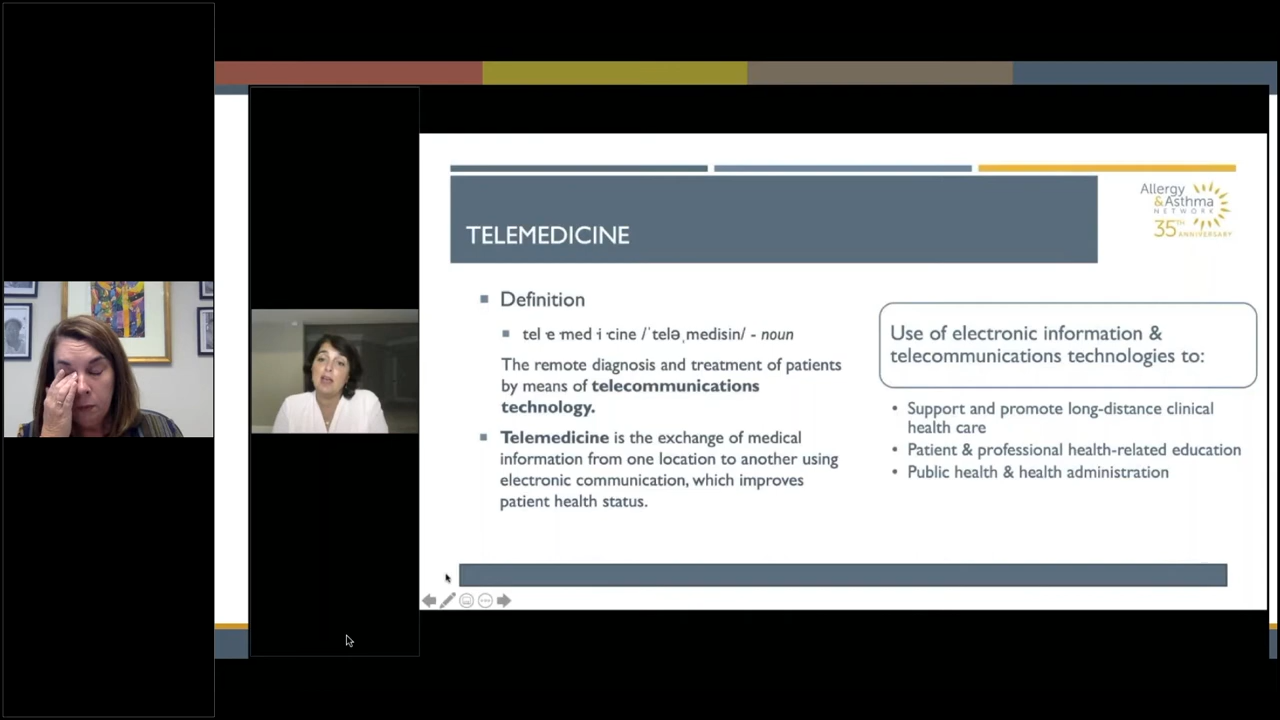 TELEMEDICINE
Allergy
&Asthma
NETWORK
35TH ANNIVERSARY
Definition
tel·e·med·i·cine /ˈteləˌmedisin/ - noun
The remote diagnosis and treatment of patients
by means of telecommunications
technology.
Telemedicine is the exchange of medical
information from one location to another using
electronic communication, which improves
patient health status.
Use of electronic information &
telecommunications technologies to:
• Support and promote long-distance clinical
health care
• Patient & professional health-related education
• Public health & health administration